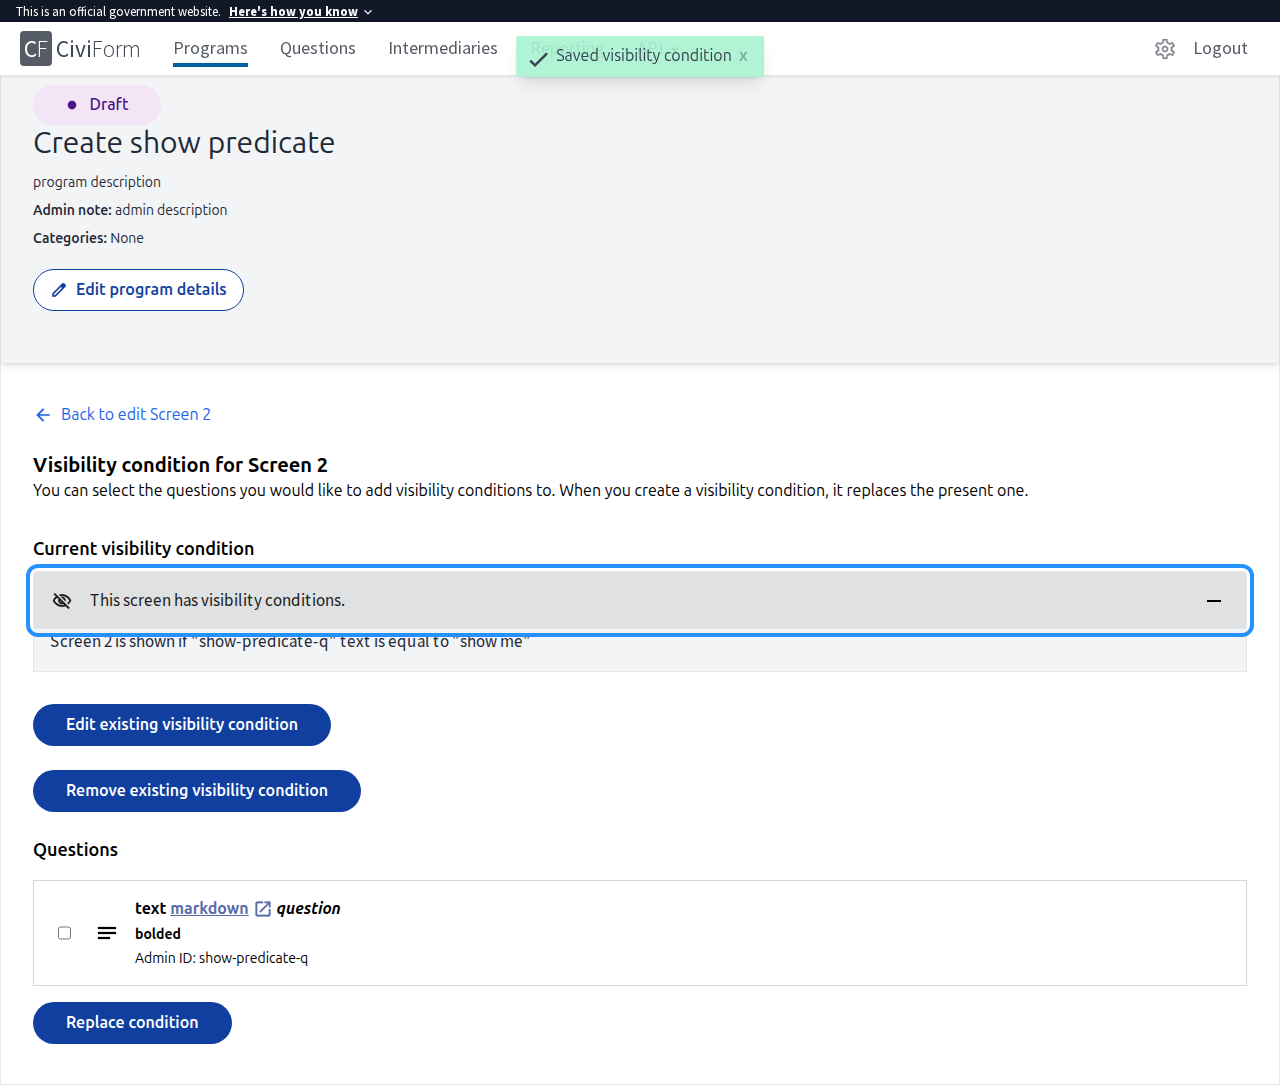 This is an official government website. Here's how you know
CF CiviForm Programs Questions Intermediaries Reporting API Logout
Saved visibility condition x
Draft
Create show predicate
program description
Admin note: admin description
Categories: None
Edit program details
Back to edit Screen 2
Visibility condition for Screen 2
You can select the questions you would like to add visibility conditions to. When you create a visibility condition, it replaces the present one.
Current visibility condition
This screen has visibility conditions.
Screen 2 is shown if "show-predicate-q" text is equal to "show me"
Edit existing visibility condition
Remove existing visibility condition
Questions
text markdown question
bolded
Admin ID: show-predicate-q
Replace condition